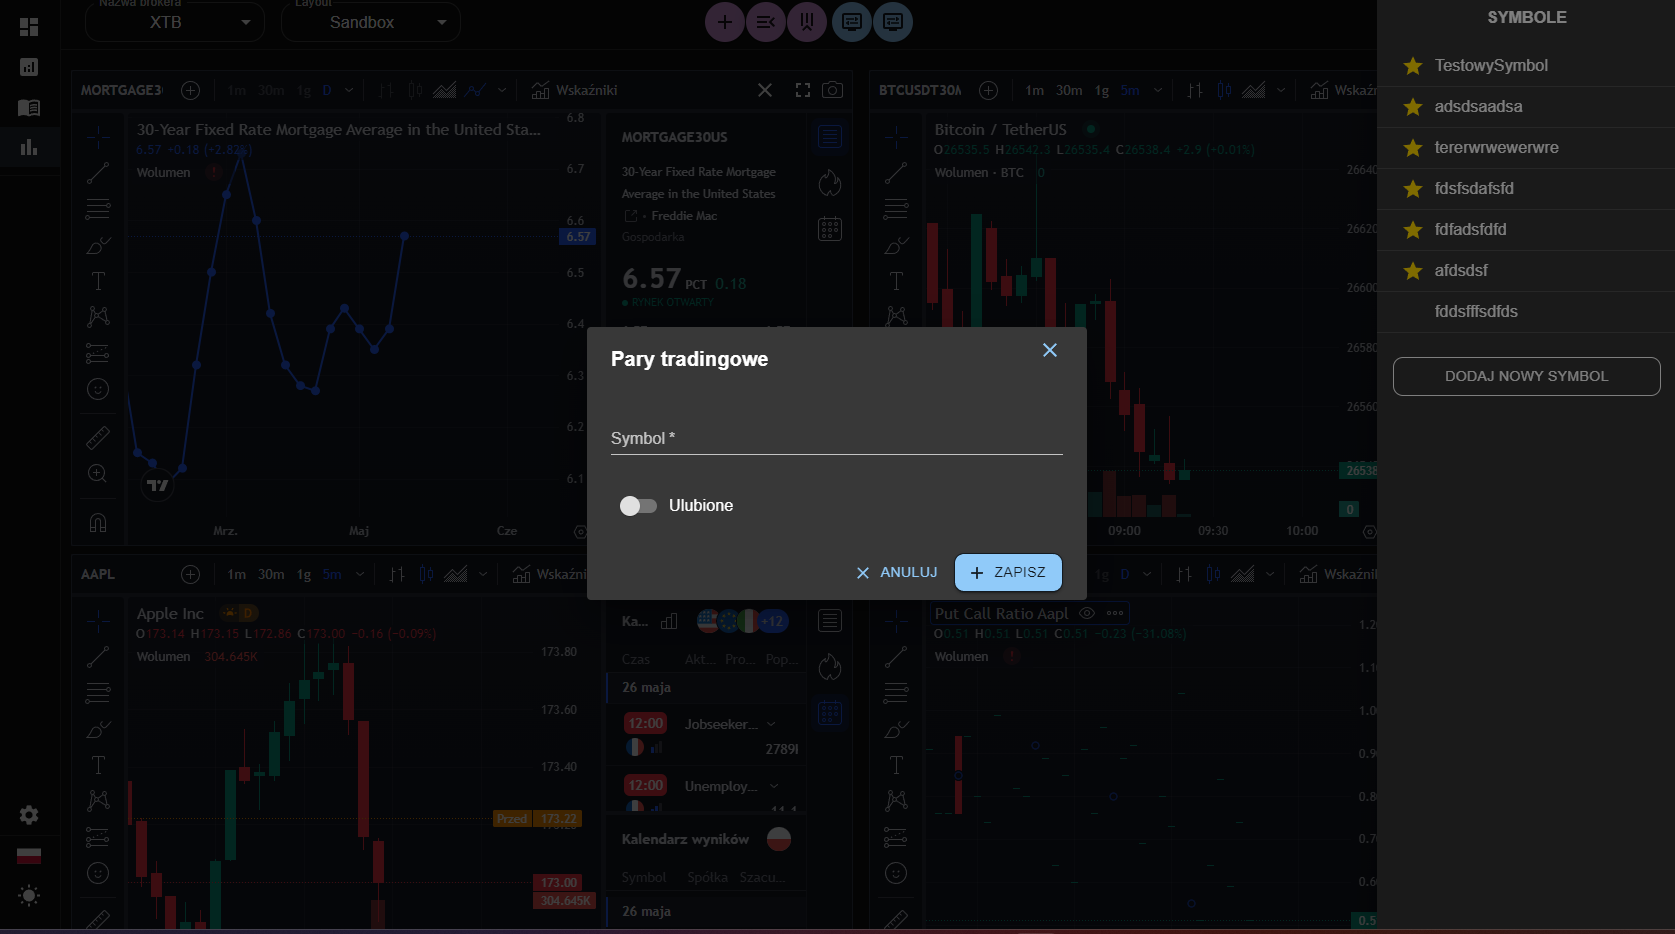 Nazwa brokera
XTB
Layout
Sandbox
SYMBOLE
TestowySymbol
adsdsaadsa
tererwrwewerwre
fdsfsdafsfd
fdfadsfdfd
afdsdsf
fddsfffsdfds
DODAJ NOWY SYMBOL
MORTGAGE3
1m 30m 1g D
Wskaźniki
30-Year Fixed Rate Mortgage Average in the United Sta...
6.57 +0.18 (+2.82%)
Wolumen
6.8
6.7
6.6
6.57
6.5
6.4
6.3
6.2
6.1
Mrz. Maj Cze
MORTGAGE30US
30-Year Fixed Rate Mortgage
Average in the United States
Freddie Mac
Gospodarka
6.57 PCT 0.18
RYNEK OTWARTY
BTCUSDT30M
1m 30m 1g 5m
Wskaźn
Bitcoin / TetherUS
O26535.5 H26542.3 L26535.4 C26538.4 +2.9 (+0.01%)
Wolumen · BTC 0
26640
26620
26600
26580
26560
26538
0
09:00 09:30 10:00
Pary tradingowe
Symbol *
Ulubione
ANULUJ
ZAPISZ
AAPL
1m 30m 1g 5m
Wskaźni
Apple Inc D
O173.14 H173.15 L172.86 C173.00 −0.16 (−0.09%)
Wolumen 304.645K
173.80
173.60
173.40
Przed 173.22
173.00
304.645K
Ka... +12
Czas Akt... Pro... Pop...
26 maja
12:00 Jobseeker...
12:00 Unemploy...
Kalendarz wyników
Symbol Spółka Szacu...
26 maja
1g D
Wskaźnik
Put Call Ratio Aapl
O0.51 H0.51 L0.51 C0.51 −0.23 (−31.08%)
Wolumen
1.2
1.1
1.0
0.9
0.8
0.7
0.6
0.5